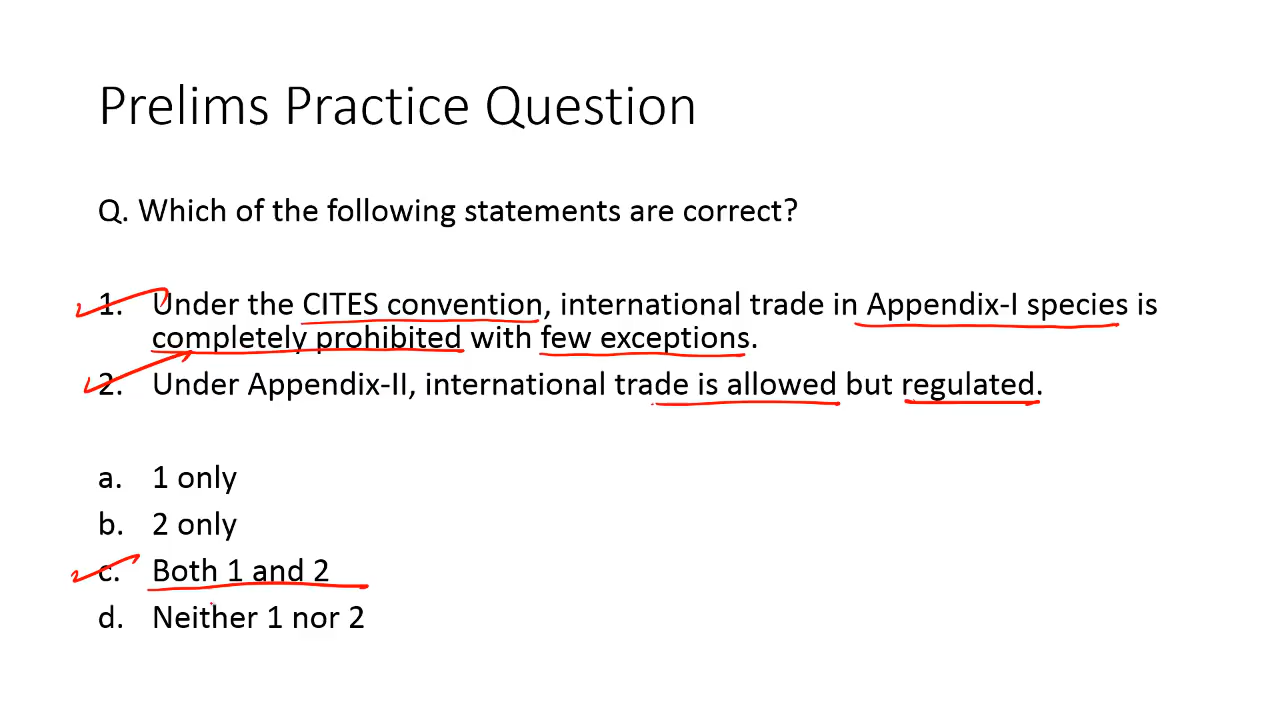 Prelims Practice Question
Q. Which of the following statements are correct?
1. Under the CITES convention, international trade in Appendix-I species is
completely prohibited with few exceptions.
2. Under Appendix-II, international trade is allowed but regulated.
a. 1 only
b. 2 only
c. Both 1 and 2
d. Neither 1 nor 2